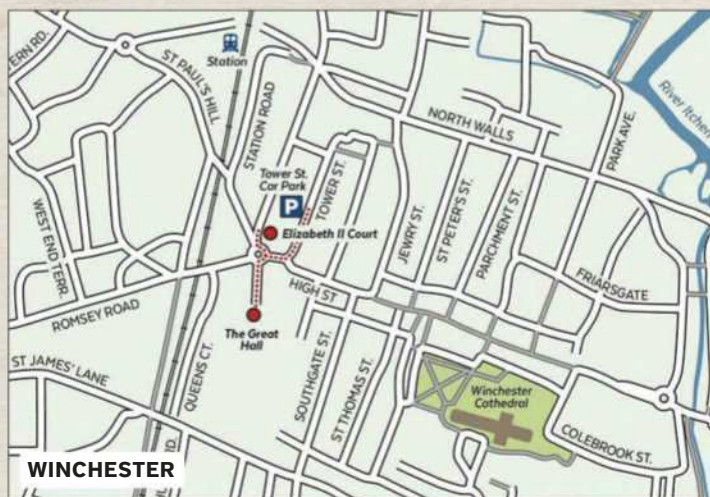 ERN RD.
ST PAUL'S HILL
Station
STATION ROAD
NORTH WALLS
PARK AVE.
River Itchen
Tower St.
Car Park
P
TOWER ST.
Elizabeth II Court
WEST END TERR.
JEWRY ST.
ST PETER'S ST.
PARCHMENT ST.
FRIARSGATE
ROMSEY ROAD
HIGH ST
The Great
Hall
ST JAMES' LANE
QUEENS CT.
SOUTHGATE ST.
ST THOMAS ST.
Winchester
Cathedral
COLEBROOK ST.
WINCHESTER